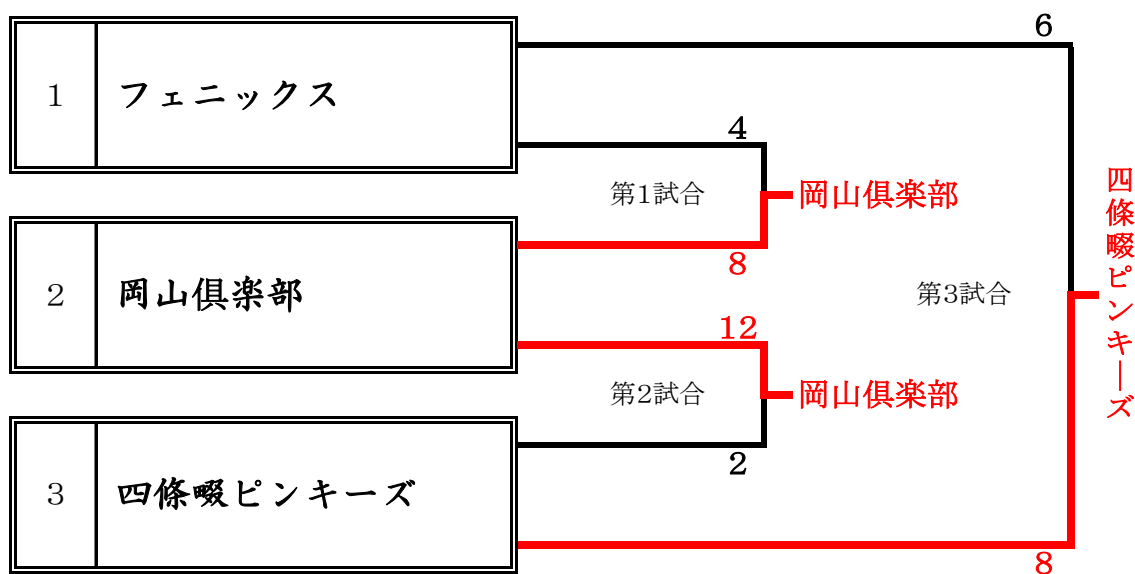 6
1 フェニックス
4
第1試合 岡山倶楽部
8
2 岡山倶楽部
12
第2試合 岡山倶楽部
2
第3試合
四條畷ピンキーズ
3 四條畷ピンキーズ
8